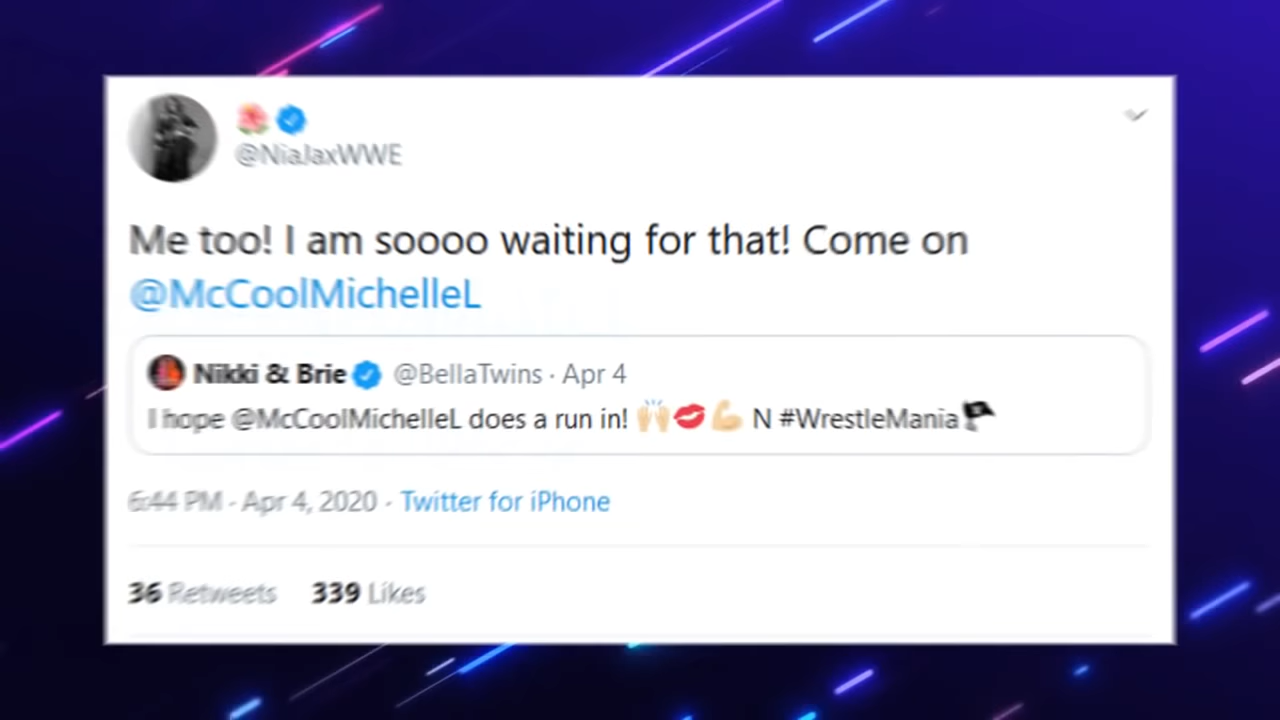 🌺
@NiaJaxWWE
Me too! I am soooo waiting for that! Come on
@McCoolMichelleL
Nikki & Brie @BellaTwins · Apr 4
I hope @McCoolMichelleL does a run in! 🙌🏼💋💪🏼 N #WrestleMania🏴
6:44 PM · Apr 4, 2020 · Twitter for iPhone
36 Retweets 339 Likes